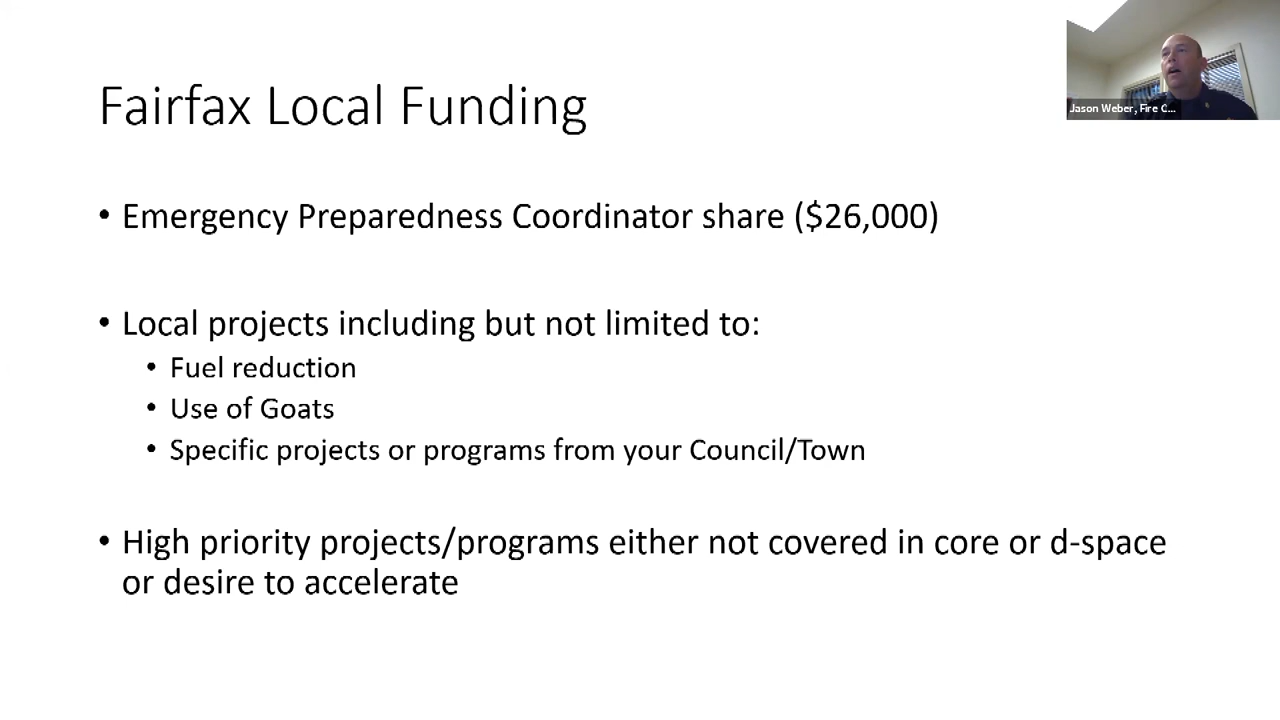 Fairfax Local Funding
Jason Weber, Fire C...
• Emergency Preparedness Coordinator share ($26,000)
• Local projects including but not limited to:
• Fuel reduction
• Use of Goats
• Specific projects or programs from your Council/Town
• High priority projects/programs either not covered in core or d-space
or desire to accelerate